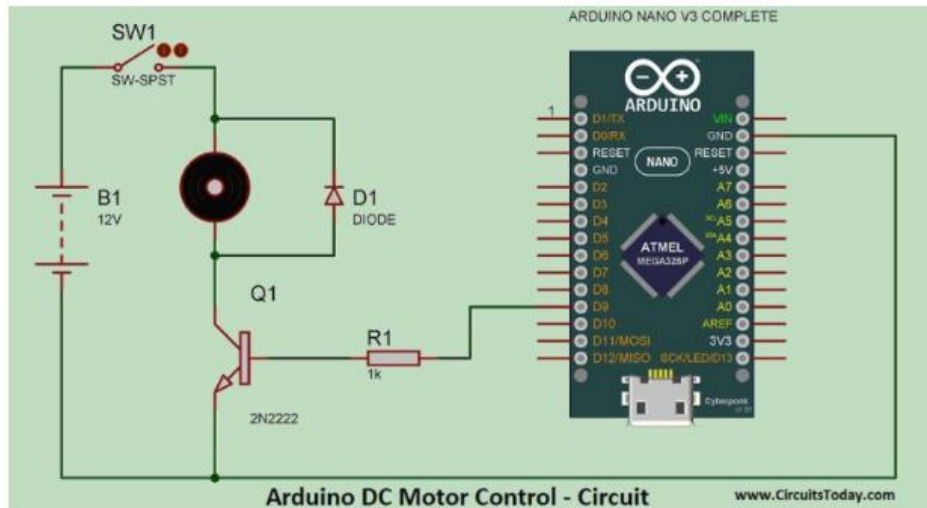 ARDUINO NANO V3 COMPLETE
SW1
SW-SPST
B1
12V
D1
DIODE
Q1
2N2222
R1
1k
1
ARDUINO
NANO
ATMEL
MEGA328P
D1/TX
D0/RX
RESET
GND
D2
D3
D4
D5
D6
D7
D8
D9
D10
D11/MOSI
D12/MISO
VIN
GND
RESET
+5V
A7
A6
SCL A5
SDA A4
A3
A2
A1
A0
AREF
3V3
SCK/LED/D13
Cyberponk
Arduino DC Motor Control - Circuit
www.CircuitsToday.com